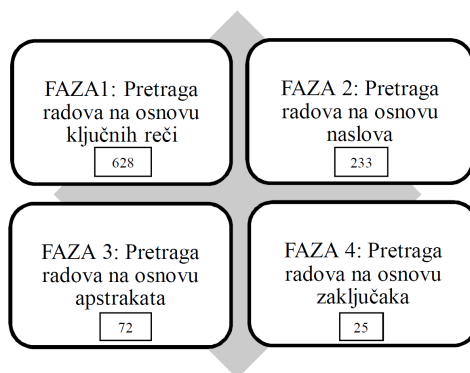 FAZA1: Pretraga
radova na osnovu
ključnih reči
628
FAZA 2: Pretraga
radova na osnovu
naslova
233
FAZA 3: Pretraga
radova na osnovu
apstrakata
72
FAZA 4: Pretraga
radova na osnovu
zaključaka
25